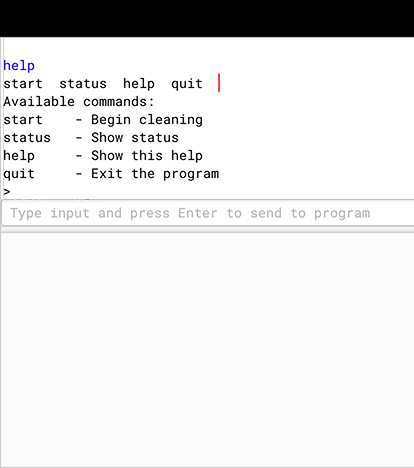 help
start  status  help  quit
Available commands:
start    - Begin cleaning
status   - Show status
help     - Show this help
quit     - Exit the program
>
Type input and press Enter to send to program